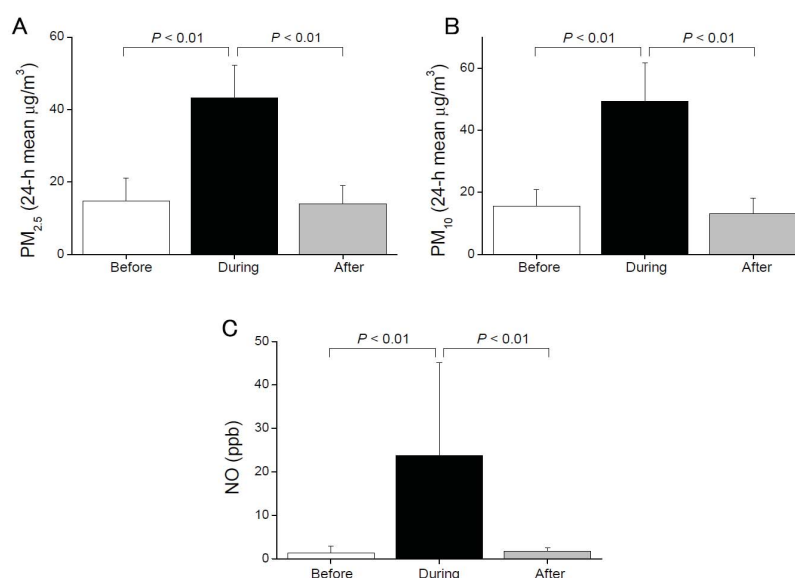 A
P < 0.01
P < 0.01
PM2.5 (24-h mean µg/m3)
60
40
20
0
Before
During
After
B
P < 0.01
P < 0.01
PM10 (24-h mean µg/m3)
60
40
20
0
Before
During
After
C
P < 0.01
P < 0.01
NO (ppb)
50
40
30
20
10
0
Before
During
After